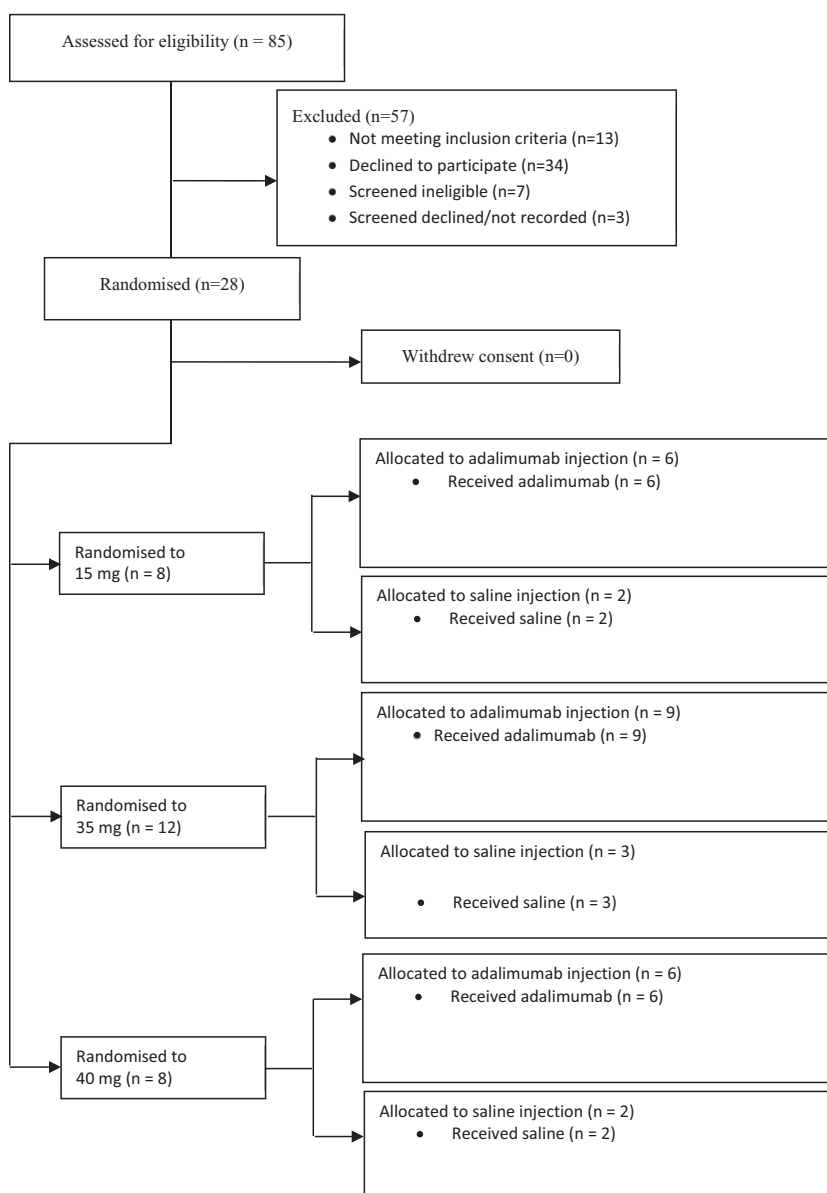 Assessed for eligibility (n = 85)
Excluded (n=57)
• Not meeting inclusion criteria (n=13)
• Declined to participate (n=34)
• Screened ineligible (n=7)
• Screened declined/not recorded (n=3)
Randomised (n=28)
Withdrew consent (n=0)
Allocated to adalimumab injection (n = 6)
• Received adalimumab (n = 6)
Randomised to
15 mg (n = 8)
Allocated to saline injection (n = 2)
• Received saline (n = 2)
Allocated to adalimumab injection (n = 9)
• Received adalimumab (n = 9)
Randomised to
35 mg (n = 12)
Allocated to saline injection (n = 3)
• Received saline (n = 3)
Allocated to adalimumab injection (n = 6)
• Received adalimumab (n = 6)
Randomised to
40 mg (n = 8)
Allocated to saline injection (n = 2)
• Received saline (n = 2)